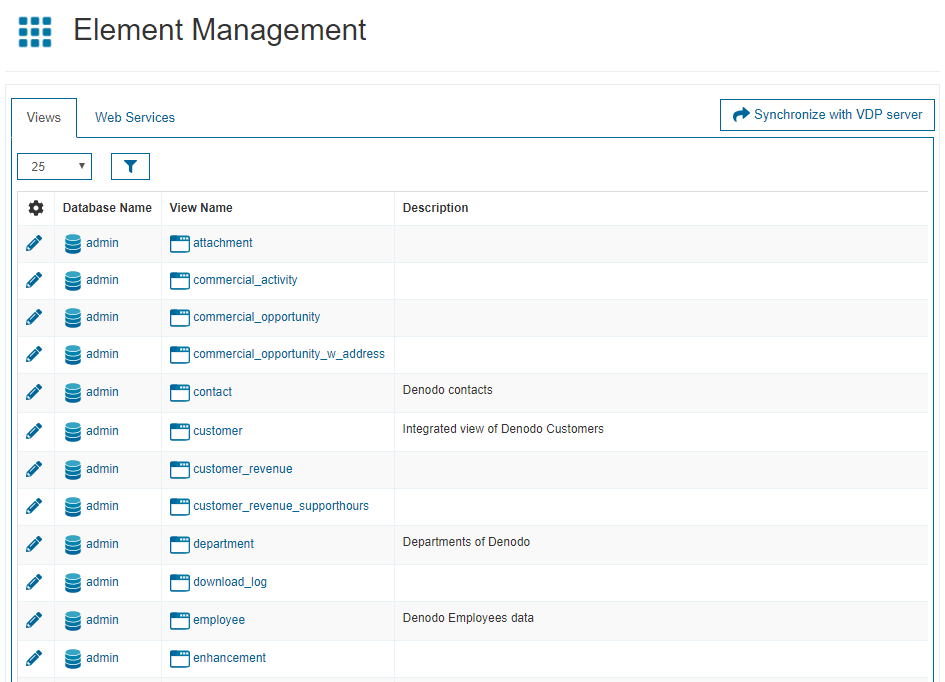 Element Management
Views Web Services Synchronize with VDP server
25
Database Name View Name Description
admin attachment
admin commercial_activity
admin commercial_opportunity
admin commercial_opportunity_w_address
admin contact Denodo contacts
admin customer Integrated view of Denodo Customers
admin customer_revenue
admin customer_revenue_supporthours
admin department Departments of Denodo
admin download_log
admin employee Denodo Employees data
admin enhancement